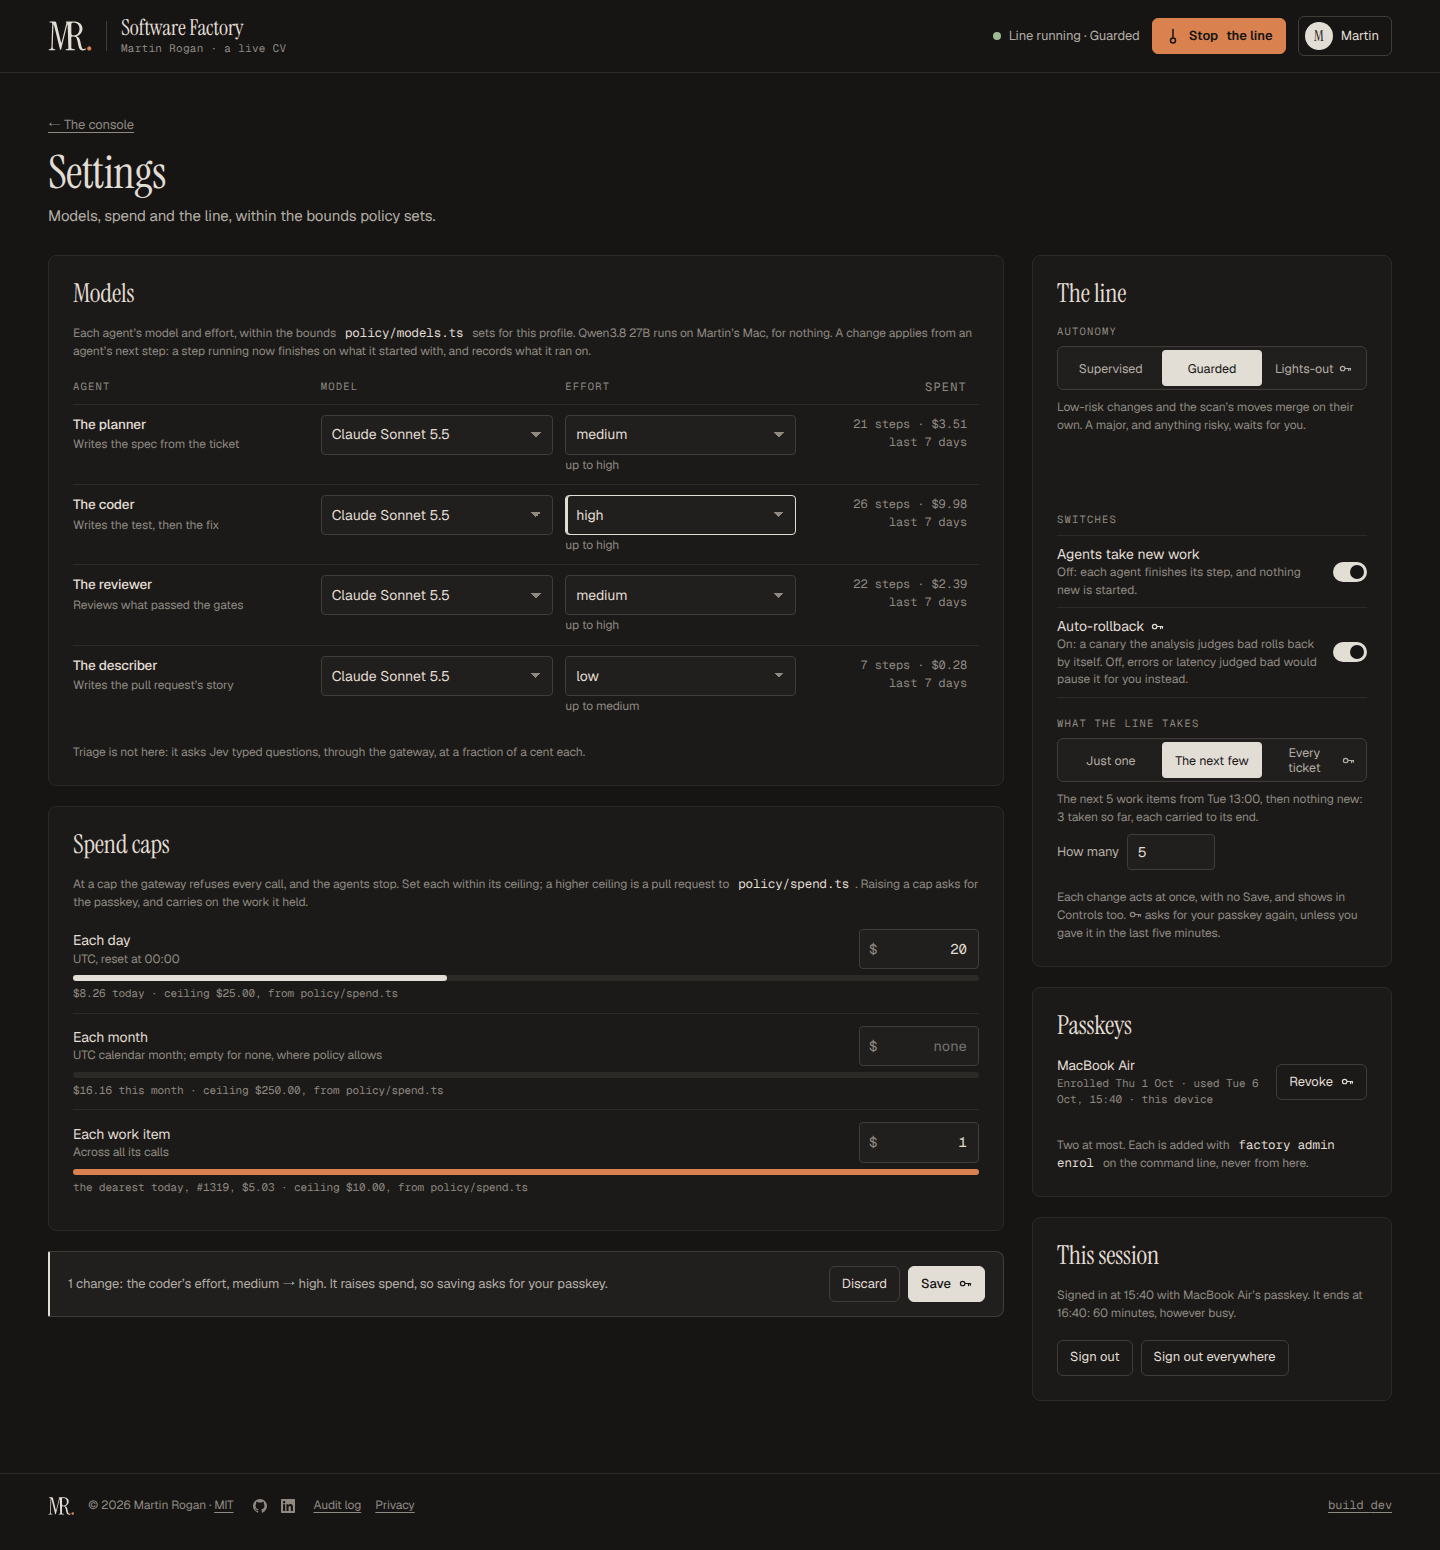 MR.
Software Factory
Martin Rogan · a live CV
Line running · Guarded
Stop the line
M
Martin
← The console
Settings
Models, spend and the line, within the bounds policy sets.
Models
Each agent's model and effort, within the bounds policy/models.ts sets for this profile. Qwen3.8 27B runs on Martin's Mac, for nothing. A change applies from an
agent's next step: a step running now finishes on what it started with, and records what it ran on.
AGENT MODEL EFFORT SPENT
The planner
Writes the spec from the ticket
Claude Sonnet 5.5
medium
up to high
21 steps · $3.51
last 7 days
The coder
Writes the test, then the fix
Claude Sonnet 5.5
high
up to high
26 steps · $9.98
last 7 days
The reviewer
Reviews what passed the gates
Claude Sonnet 5.5
medium
up to high
22 steps · $2.39
last 7 days
The describer
Writes the pull request's story
Claude Sonnet 5.5
low
up to medium
7 steps · $0.28
last 7 days
Triage is not here: it asks Jev typed questions, through the gateway, at a fraction of a cent each.
Spend caps
At a cap the gateway refuses every call, and the agents stop. Set each within its ceiling; a higher ceiling is a pull request to policy/spend.ts . Raising a cap asks for
the passkey, and carries on the work it held.
Each day
UTC, reset at 00:00
$ 20
$8.26 today · ceiling $25.00, from policy/spend.ts
Each month
UTC calendar month; empty for none, where policy allows
$ none
$16.16 this month · ceiling $250.00, from policy/spend.ts
Each work item
Across all its calls
$ 1
the dearest today, #1319, $5.03 · ceiling $10.00, from policy/spend.ts
1 change: the coder's effort, medium → high. It raises spend, so saving asks for your passkey.
Discard
Save
The line
AUTONOMY
Supervised
Guarded
Lights-out
Low-risk changes and the scan's moves merge on their
own. A major, and anything risky, waits for you.
SWITCHES
Agents take new work
Off: each agent finishes its step, and nothing
new is started.
Auto-rollback
On: a canary the analysis judges bad rolls back
by itself. Off, errors or latency judged bad would
pause it for you instead.
WHAT THE LINE TAKES
Just one
The next few
Every
ticket
The next 5 work items from Tue 13:00, then nothing new:
3 taken so far, each carried to its end.
How many
5
Each change acts at once, with no Save, and shows in
Controls too. asks for your passkey again, unless you
gave it in the last five minutes.
Passkeys
MacBook Air
Enrolled Thu 1 Oct · used Tue 6
Oct, 15:40 · this device
Revoke
Two at most. Each is added with factory admin
enrol on the command line, never from here.
This session
Signed in at 15:40 with MacBook Air's passkey. It ends at
16:40: 60 minutes, however busy.
Sign out
Sign out everywhere
MR.
© 2026 Martin Rogan · MIT
in
Audit log
Privacy
build dev